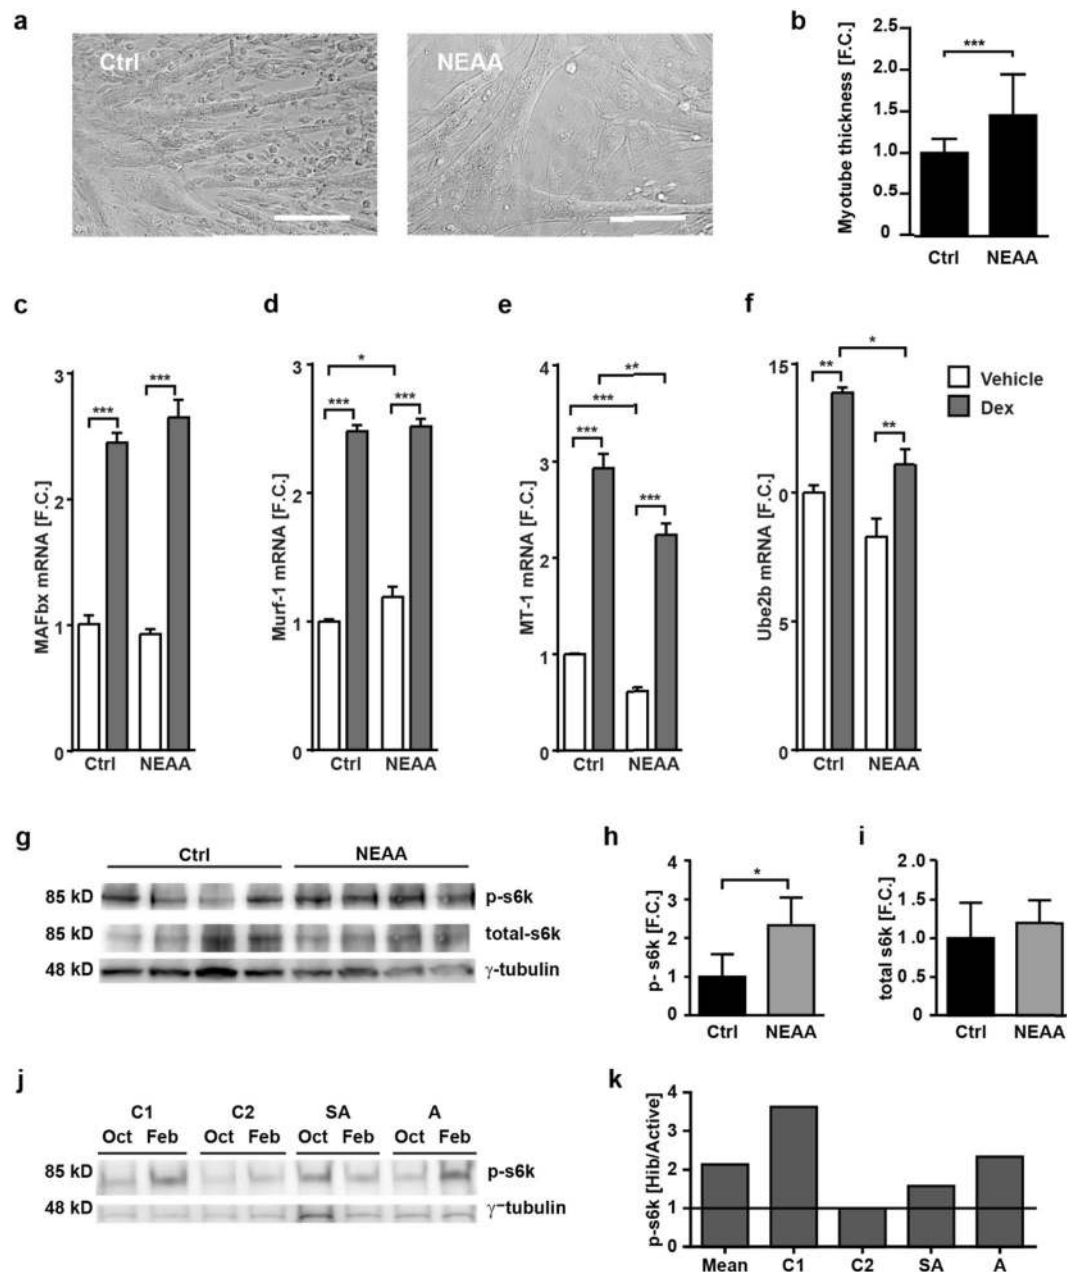 a
Ctrl
NEAA
b
Myotube thickness [F.C.]
2.5
2.0
1.5
1.0
0.5
0
***
Ctrl NEAA
c
MAFbx mRNA [F.C.]
3
2
1
0
***
***
Ctrl NEAA
d
Murf-1 mRNA [F.C.]
3
2
1
0
*
***
***
Ctrl NEAA
e
MT-1 mRNA [F.C.]
4
3
2
1
0
**
***
***
***
Ctrl NEAA
f
Ube2b mRNA [F.C.]
15
0
5
0
*
**
**
Ctrl NEAA
Vehicle
Dex
g
Ctrl NEAA
85 kD p-s6k
85 kD total-s6k
48 kD γ-tubulin
h
p- s6k [F.C.]
4
3
2
1
0
*
Ctrl NEAA
i
total s6k [F.C.]
2.0
1.5
1.0
0.5
0
Ctrl NEAA
j
C1 C2 SA A
Oct Feb Oct Feb Oct Feb Oct Feb
85 kD p-s6k
48 kD γ-tubulin
k
p-s6k [Hib/Active]
4
2
1
0
Mean C1 C2 SA A